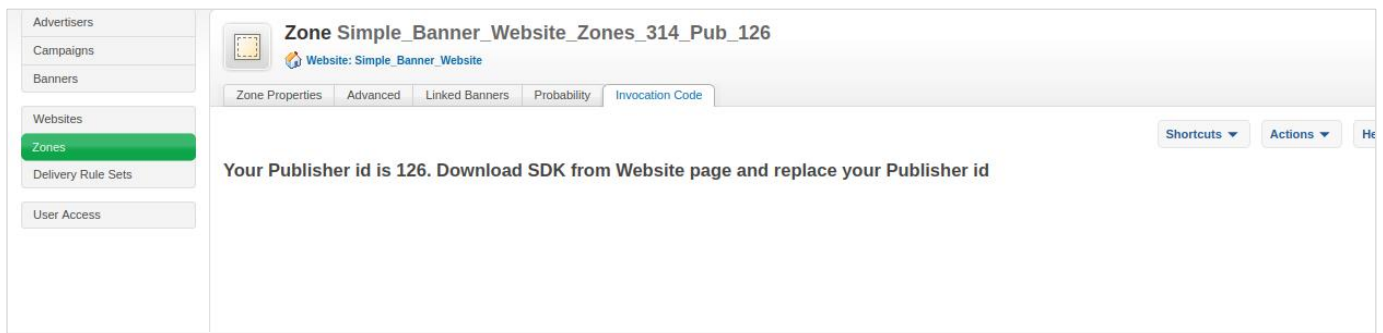 Advertisers
Campaigns
Banners
Websites
Zones
Delivery Rule Sets
User Access
Zone Simple_Banner_Website_Zones_314_Pub_126
Website: Simple_Banner_Website
Zone Properties Advanced Linked Banners Probability Invocation Code
Shortcuts Actions He
Your Publisher id is 126. Download SDK from Website page and replace your Publisher id